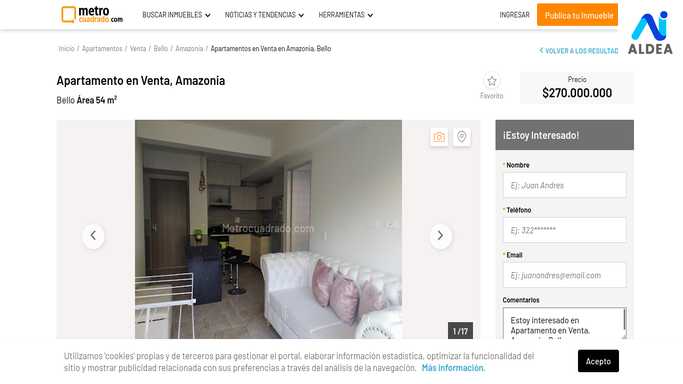 metro
cuadrado.com
BUSCAR INMUEBLES
NOTICIAS Y TENDENCIAS
HERRAMIENTAS
INGRESAR
Publica tu Inmueble
ALDEA
Inicio / Apartamentos / Venta / Bello / Amazonia / Apartamentos en Venta en Amazonia, Bello
VOLVER A LOS RESULTAD
Apartamento en Venta, Amazonia
Bello Área 54 m²
Favorito
Precio
$270.000.000
Metrocuadrado.com
1 / 17
¡Estoy Interesado!
* Nombre
Ej: Juan Andres
* Teléfono
Ej: 322*******
* Email
Ej: juanandres@email.com
Comentarios
Estoy interesado en
Apartamento en Venta,
Utilizamos 'cookies' propias y de terceros para gestionar el portal, elaborar información estadística, optimizar la funcionalidad del
sitio y mostrar publicidad relacionada con sus preferencias a través del análisis de la navegación. Más información.
Acepto